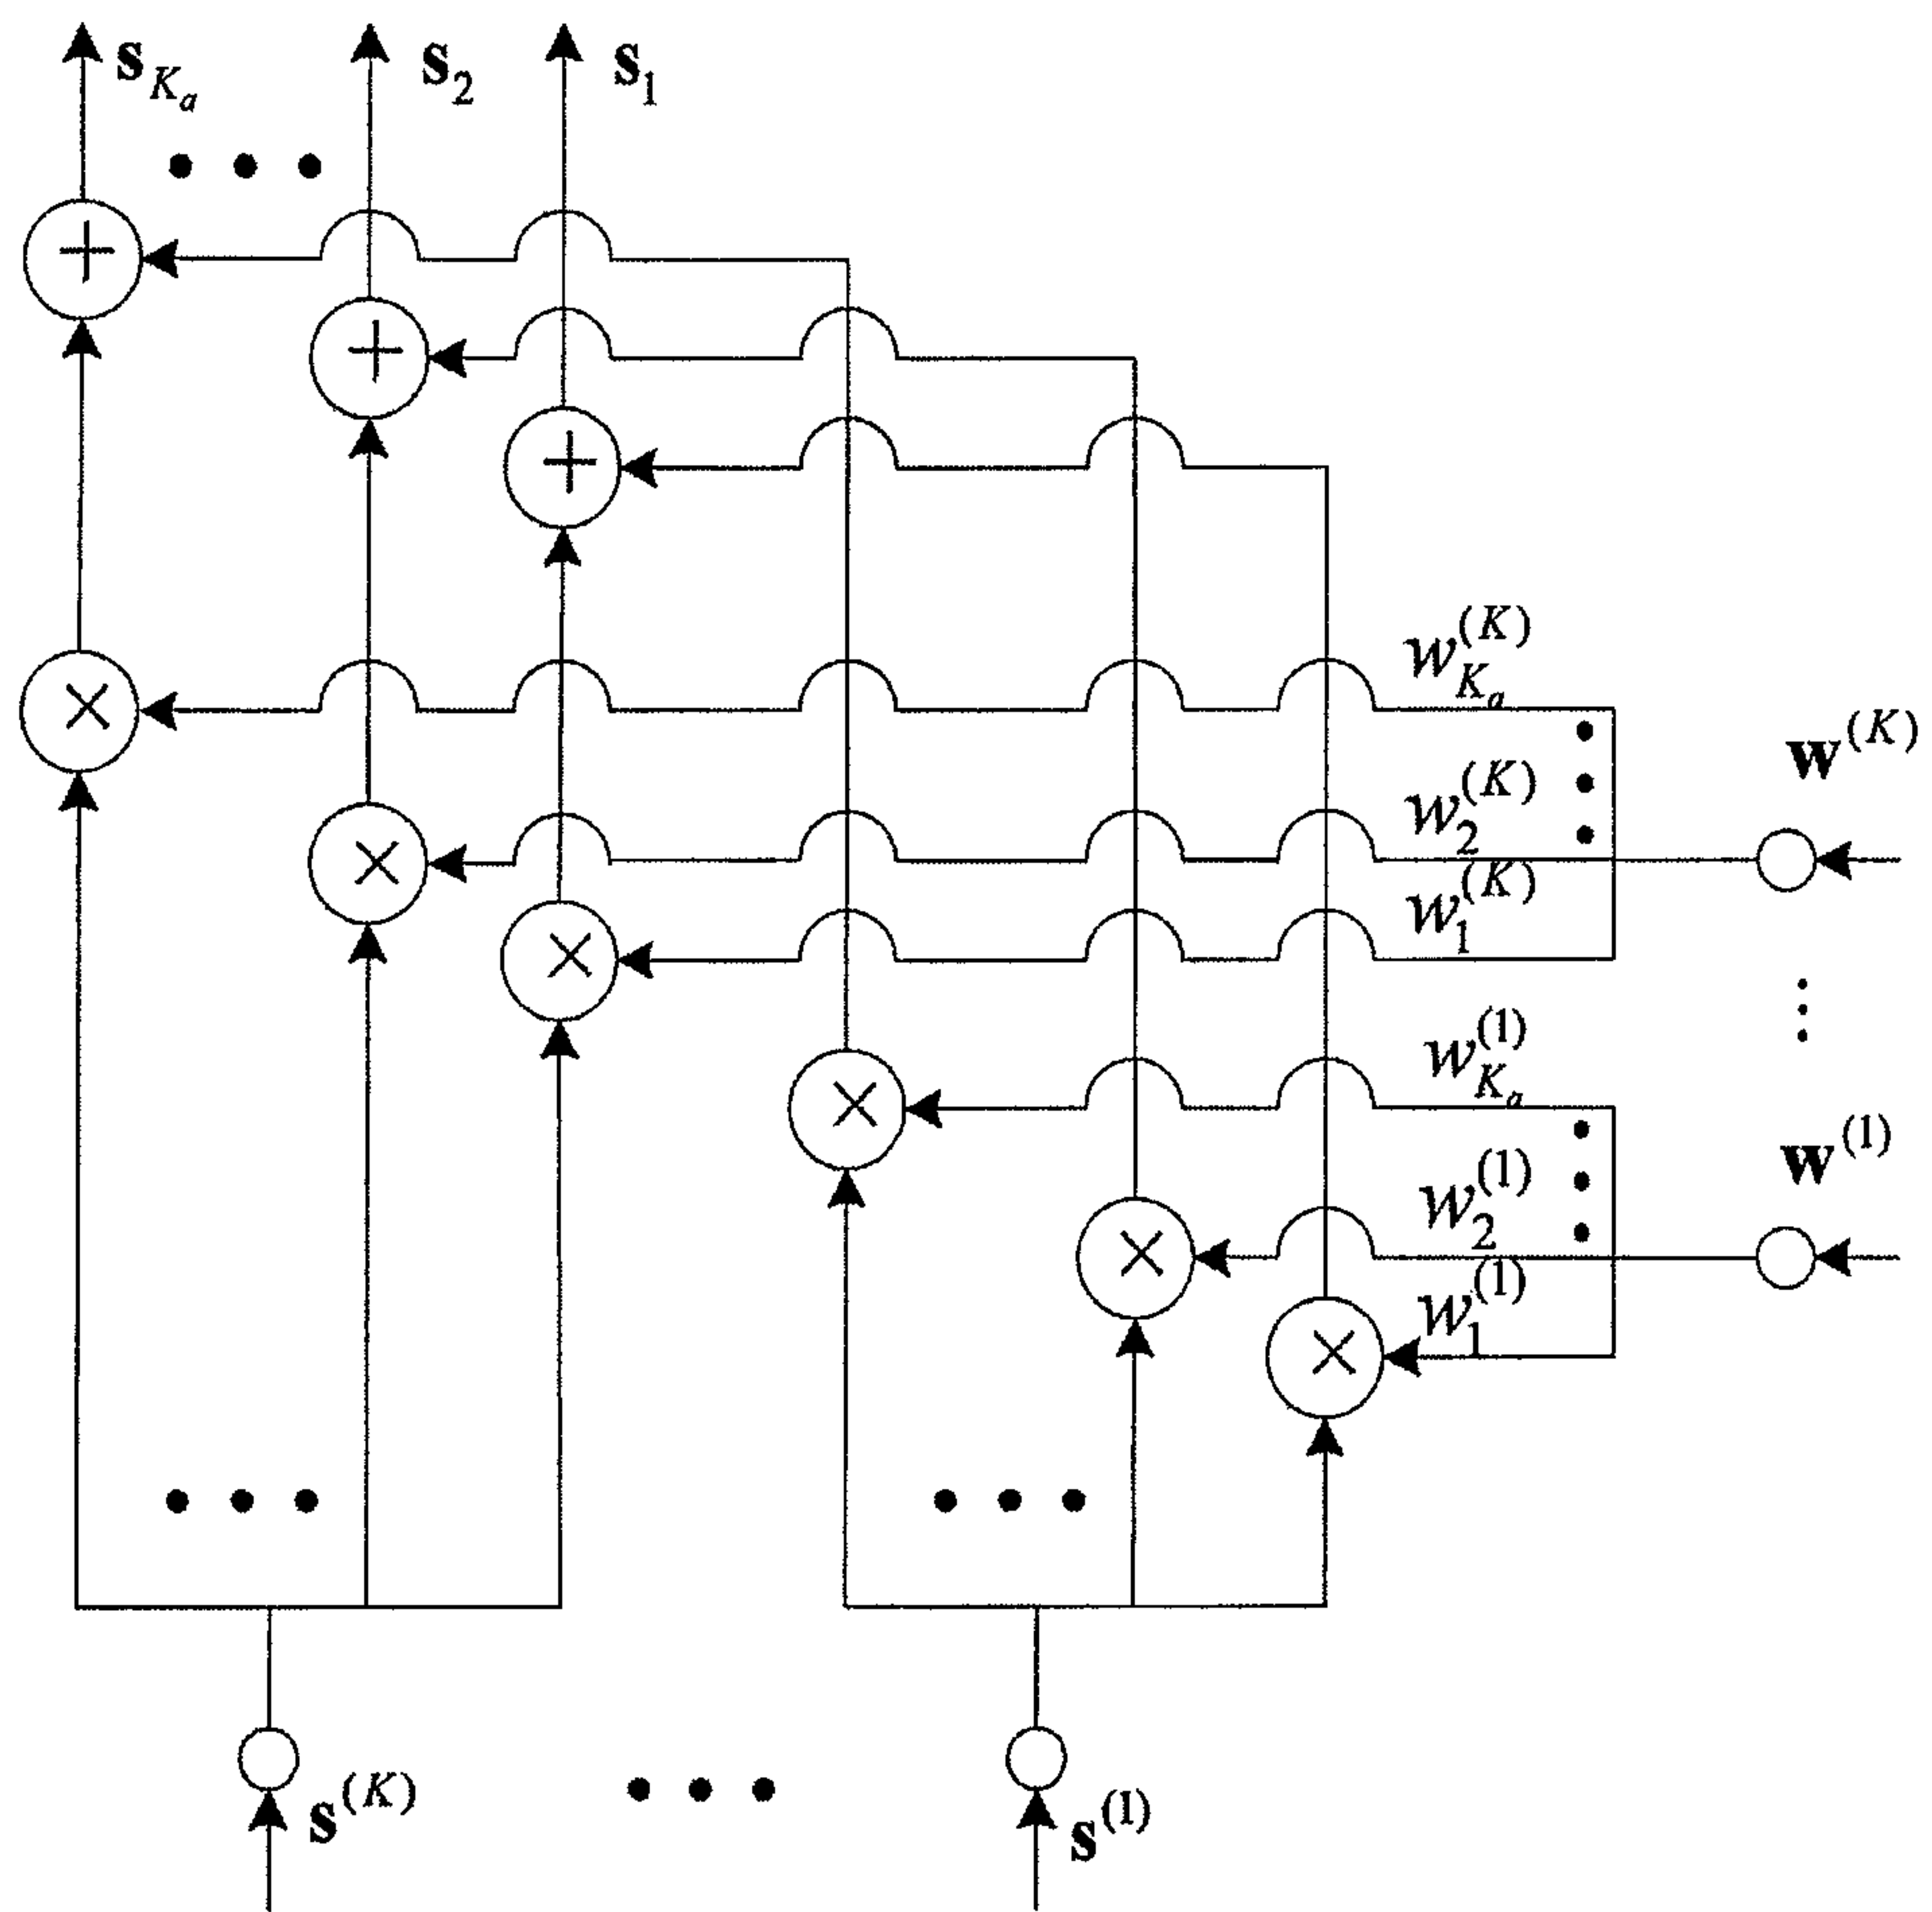 s_{K_a} s_2 s_1
w_{K_a}^{(K)}
w^{(K)}
w_2^{(K)}
w_1^{(K)}
w_{K_a}^{(1)}
w^{(1)}
w_2^{(1)}
w_1^{(1)}
s^{(K)} s^{(1)}